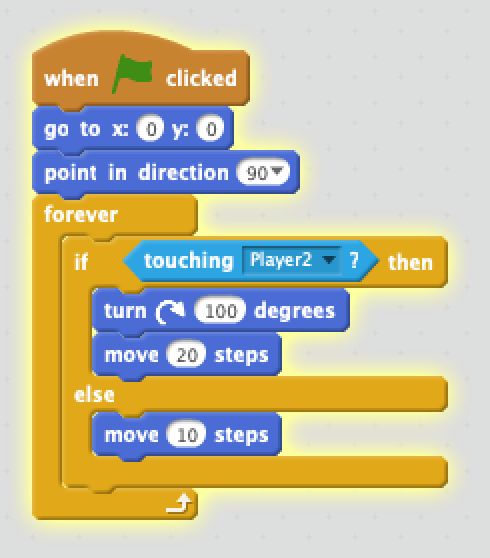 when clicked
go to x: 0 y: 0
point in direction 90
forever
if touching Player2 ? then
turn 100 degrees
move 20 steps
else
move 10 steps